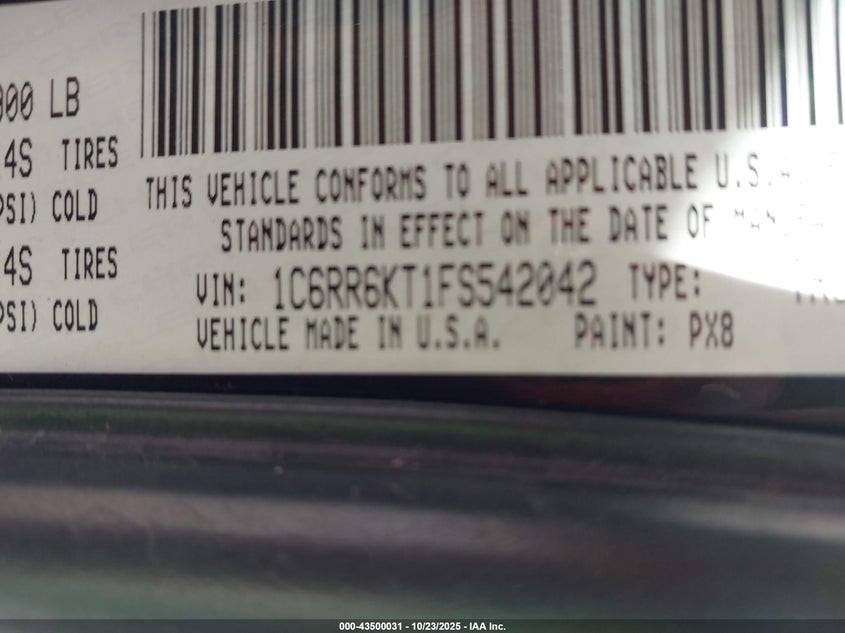 000 LB
4S TIRES
PSI) COLD
4S TIRES
PSI) COLD
THIS VEHICLE CONFORMS TO ALL APPLICABLE U.S.A.
STANDARDS IN EFFECT ON THE DATE OF
VIN: 1C6RR6KT1FS542042 TYPE:
VEHICLE MADE IN U.S.A. PAINT: PX8
000-43500031 - 10/23/2025 - IAA Inc.